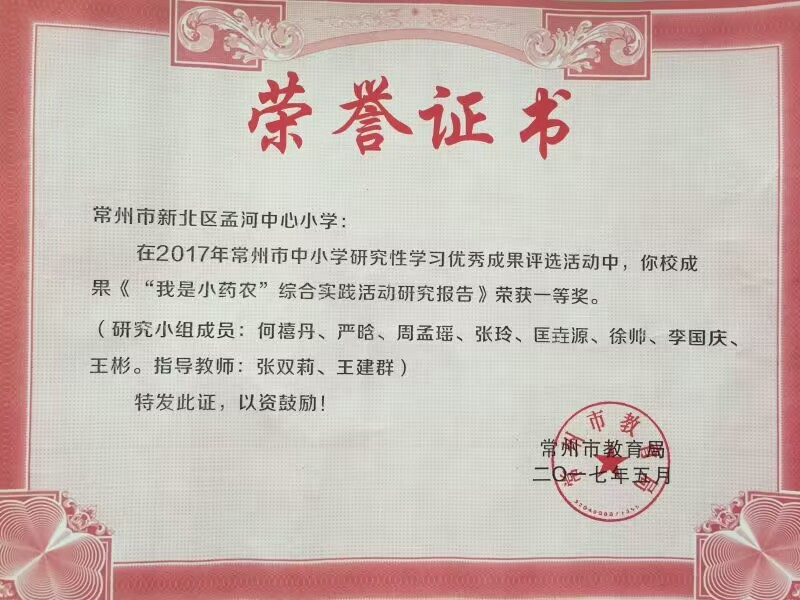 荣誉证书
常州市新北区孟河中心小学：
在2017年常州市中小学研究性学习优秀成果评选活动中，你校成
果《“我是小药农”综合实践活动研究报告》荣获一等奖。
（研究小组成员：何禧丹、严晗、周孟瑶、张玲、匡垚源、徐帅、李国庆、
王彬。指导教师：张双莉、王建群）
特发此证，以资鼓励！
常州市教育局
二〇一七年五月
常州市教育局